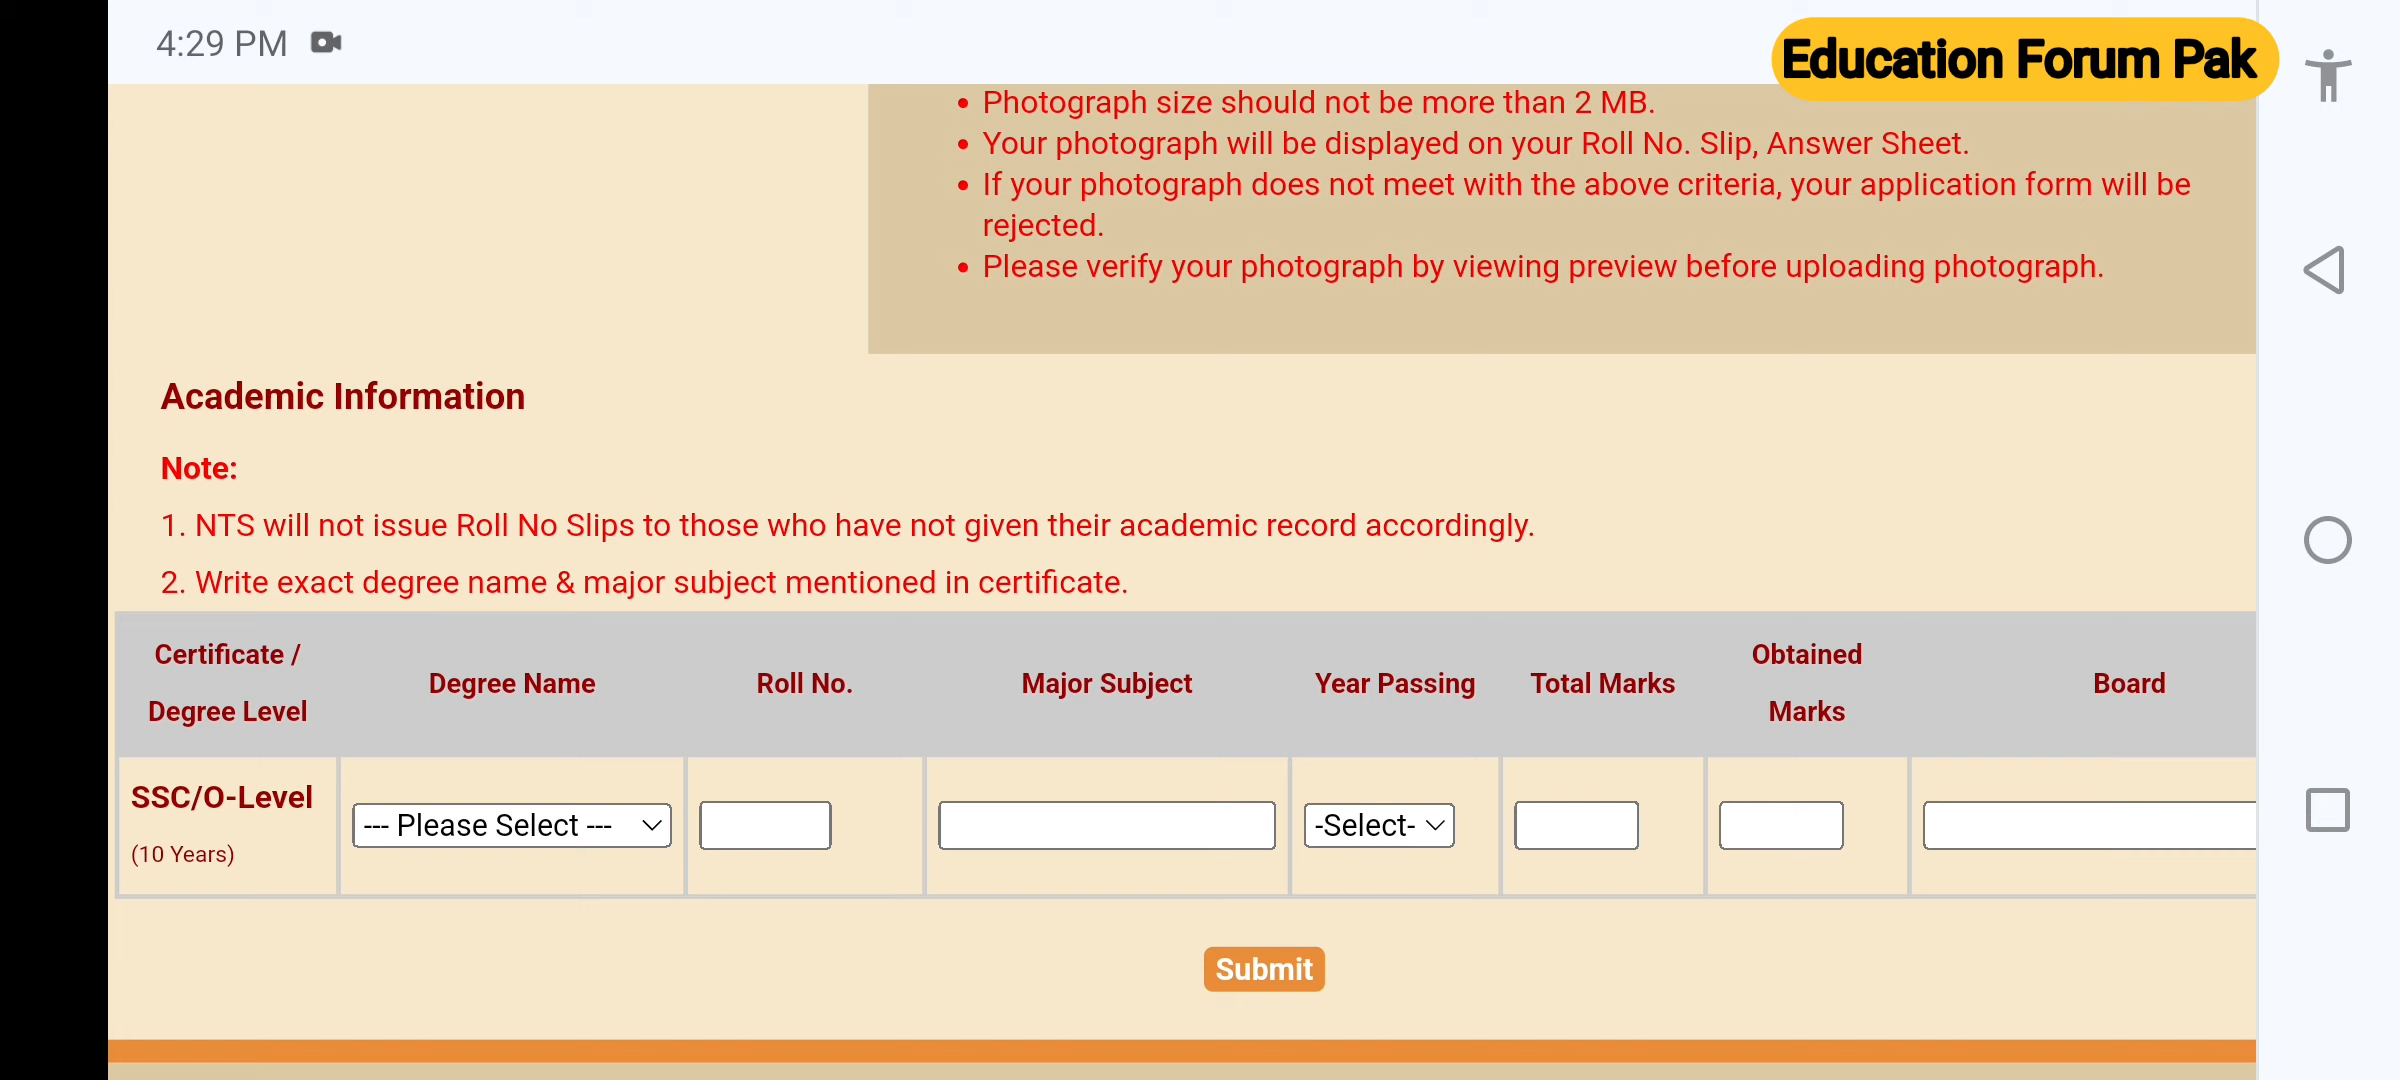 4:29 PM
Education Forum Pak
Photograph size should not be more than 2 MB.
Your photograph will be displayed on your Roll No. Slip, Answer Sheet.
If your photograph does not meet with the above criteria, your application form will be
rejected.
Please verify your photograph by viewing preview before uploading photograph.
Academic Information
Note:
1. NTS will not issue Roll No Slips to those who have not given their academic record accordingly.
2. Write exact degree name & major subject mentioned in certificate.
Certificate /
Degree Level
Degree Name
Roll No.
Major Subject
Year Passing
Total Marks
Obtained
Marks
Board
SSC/O-Level
(10 Years)
--- Please Select ---
-Select-
Submit